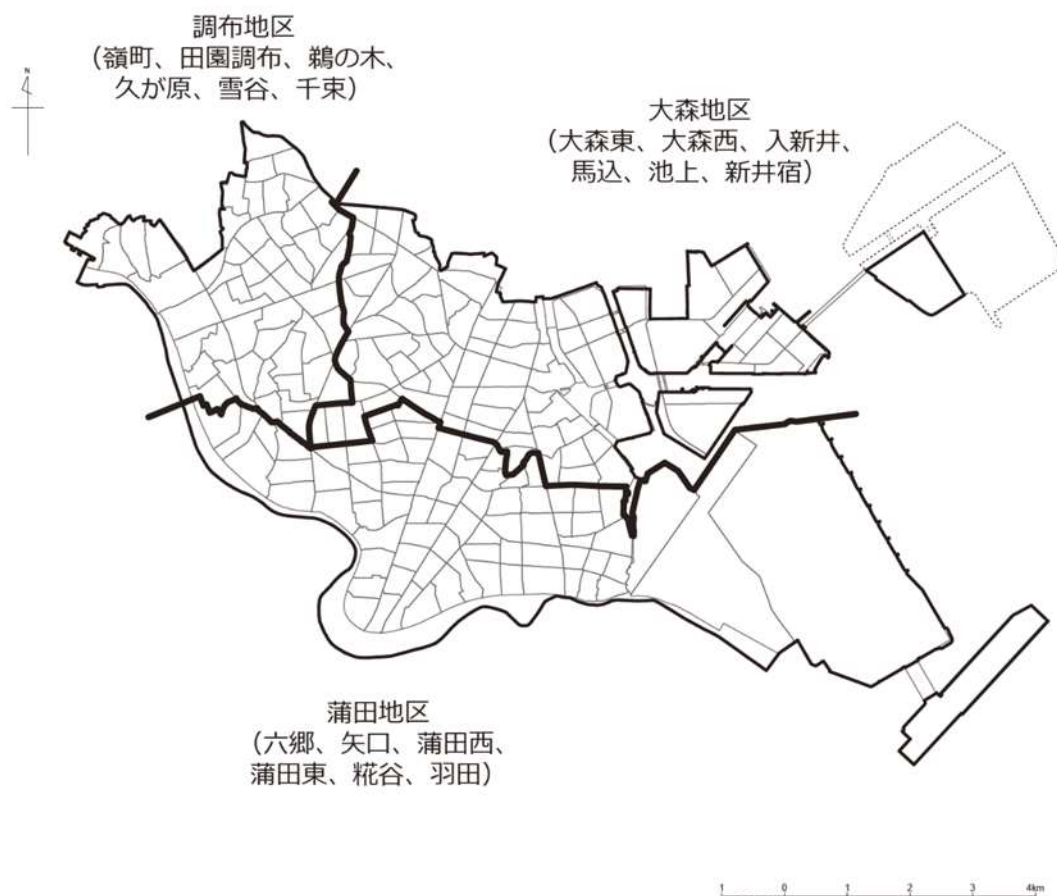 調布地区
（嶺町、田園調布、鵜の木、
久が原、雪谷、千束）
N
大森地区
（大森東、大森西、入新井、
馬込、池上、新井宿）
蒲田地区
（六郷、矢口、蒲田西、
蒲田東、糀谷、羽田）
1 0 1 2 3 4km